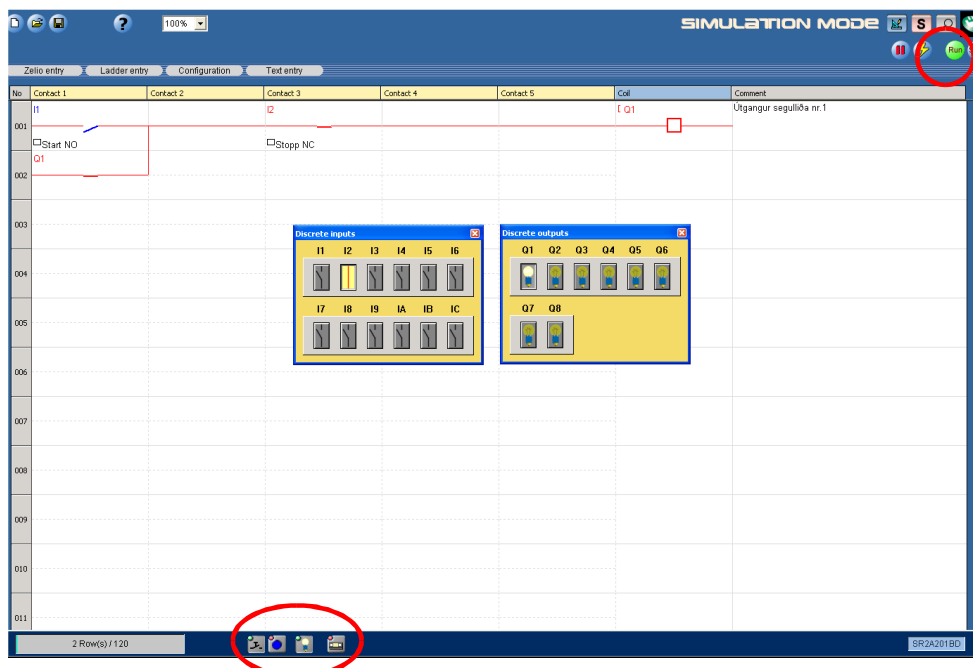 ? 100% SIMULATION MODE S
Run
Zelio entry Ladder entry Configuration Text entry
No Contact 1 Contact 2 Contact 3 Contact 4 Contact 5 Coil Comment
I1 I2 [ Q1 Útgangur segulliða nr.1
001
Start NO Stopp NC
Q1
002
003
Discrete inputs Discrete outputs
I1 I2 I3 I4 I5 I6 Q1 Q2 Q3 Q4 Q5 Q6
004
I7 I8 I9 IA IB IC Q7 Q8
005
006
007
008
009
010
011
2 Row(s) / 120 SR2A201BD